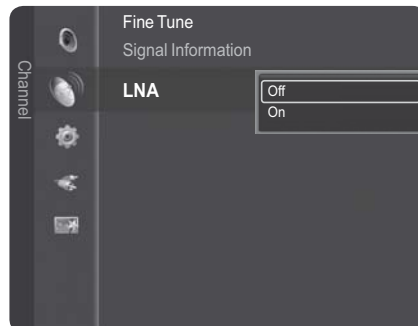 Channel
Fine Tune
Signal Information
LNA
Off
On